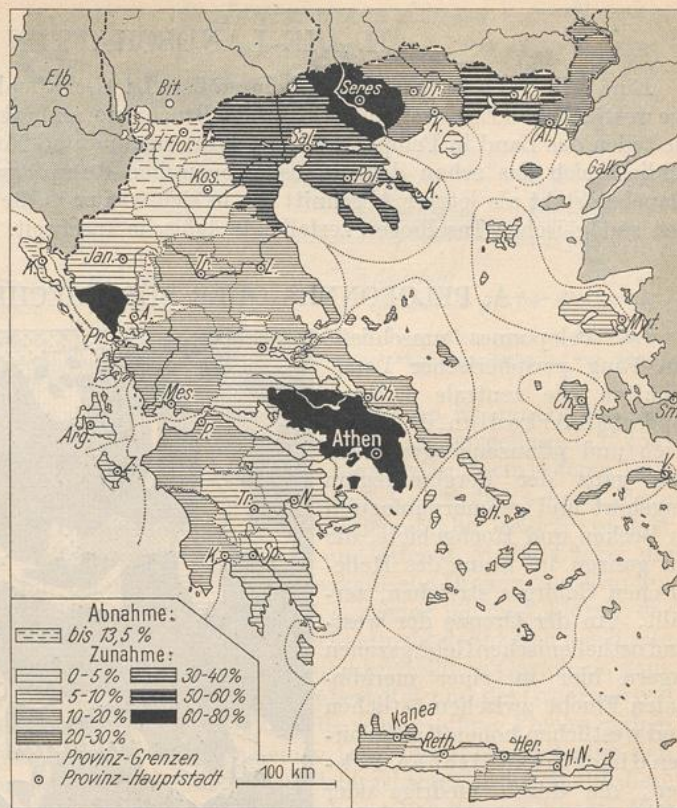 Elb.
Bit.
Flor.
Kos.
Seres
Dr.
K.
Ko.
D.
(Al.)
Sal.
Pol.
K.
Gall.
K.
Jan.
Tr.
L.
A.
Pr.
L.
Myt.
Mes.
Ch.
Ch.
Sm.
Arg.
P.
Athen
Z.
Tr.
N.
H.
V.
K.
Sp.
Abnahme:
bis 13,5 %
Zunahme:
0-5% 30-40%
5-10% 50-60%
10-20% 60-80%
20-30%
Provinz-Grenzen
Provinz-Hauptstadt
100 km
Kanea
Reth.
Her.
H.N.